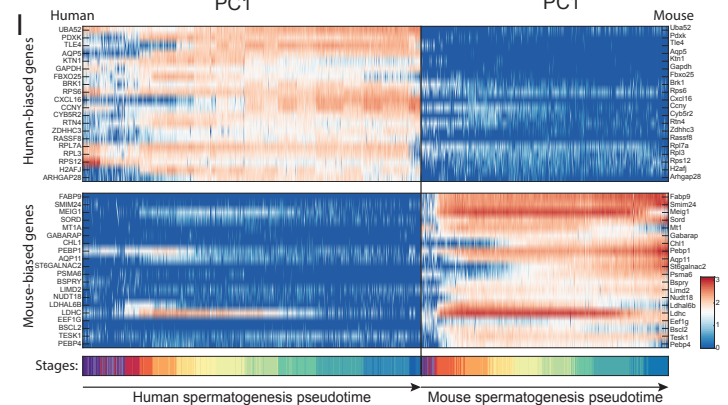 PC1
PC1
I
Human
Mouse
Human-biased genes
UBA52
PDXK
TLE4
AQP5
KTN1
GAPDH
FBXO25
BRK1
RPS6
CXCL16
CCNY
CYB5R2
RTN4
ZDHHC3
RASSF8
RPL7A
RPL3
RPS12
H2AFJ
ARHGAP28
Uba52
Pdxk
Tle4
Aqp5
Ktn1
Gapdh
Fbxo25
Brk1
Rps6
Cxcl16
Ccny
Cyb5r2
Rtn4
Zdhhc3
Rassf8
Rpl7a
Rpl3
Rps12
H2afj
Arhgap28
Mouse-biased genes
FABP9
SMIM24
MEIG1
SORD
MT1A
GABARAP
CHL1
PEBP1
AQP11
ST6GALNAC2
PSMA6
BSPRY
LIMD2
NUDT18
LDHAL6B
LDHC
EEF1G
BSCL2
TESK1
PEBP4
Fabp9
Smim24
Meig1
Sord
Mt1
Gabarap
Chl1
Pebp1
Aqp11
St6galnac2
Psma6
Bspry
Limd2
Nudt18
Ldhal6b
Ldhc
Eef1g
Bscl2
Tesk1
Pebp4
3
2
1
0
Stages:
Human spermatogenesis pseudotime
Mouse spermatogenesis pseudotime